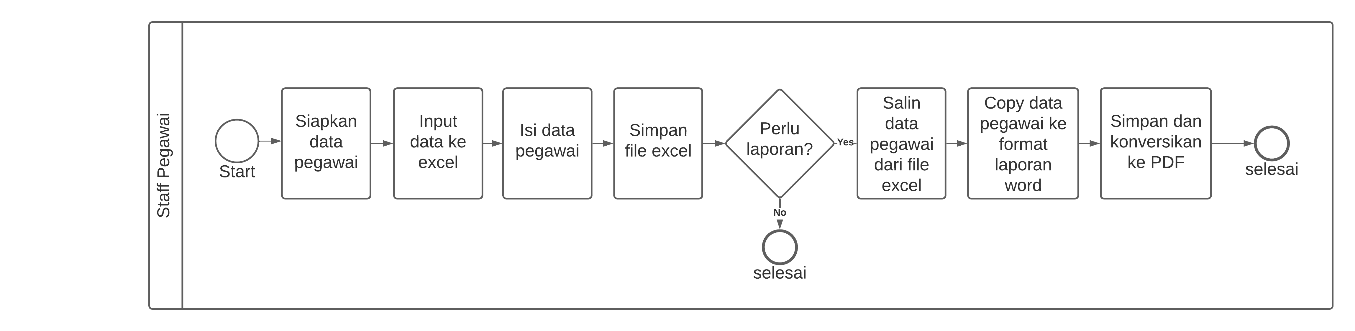 Staff Pegawai
Start
Siapkan
data
pegawai
Input
data ke
excel
Isi data
pegawai
Simpan
file excel
Perlu
laporan?
Yes
No
selesai
Salin
data
pegawai
dari file
excel
Copy data
pegawai ke
format
laporan
word
Simpan dan
konversikan
ke PDF
selesai